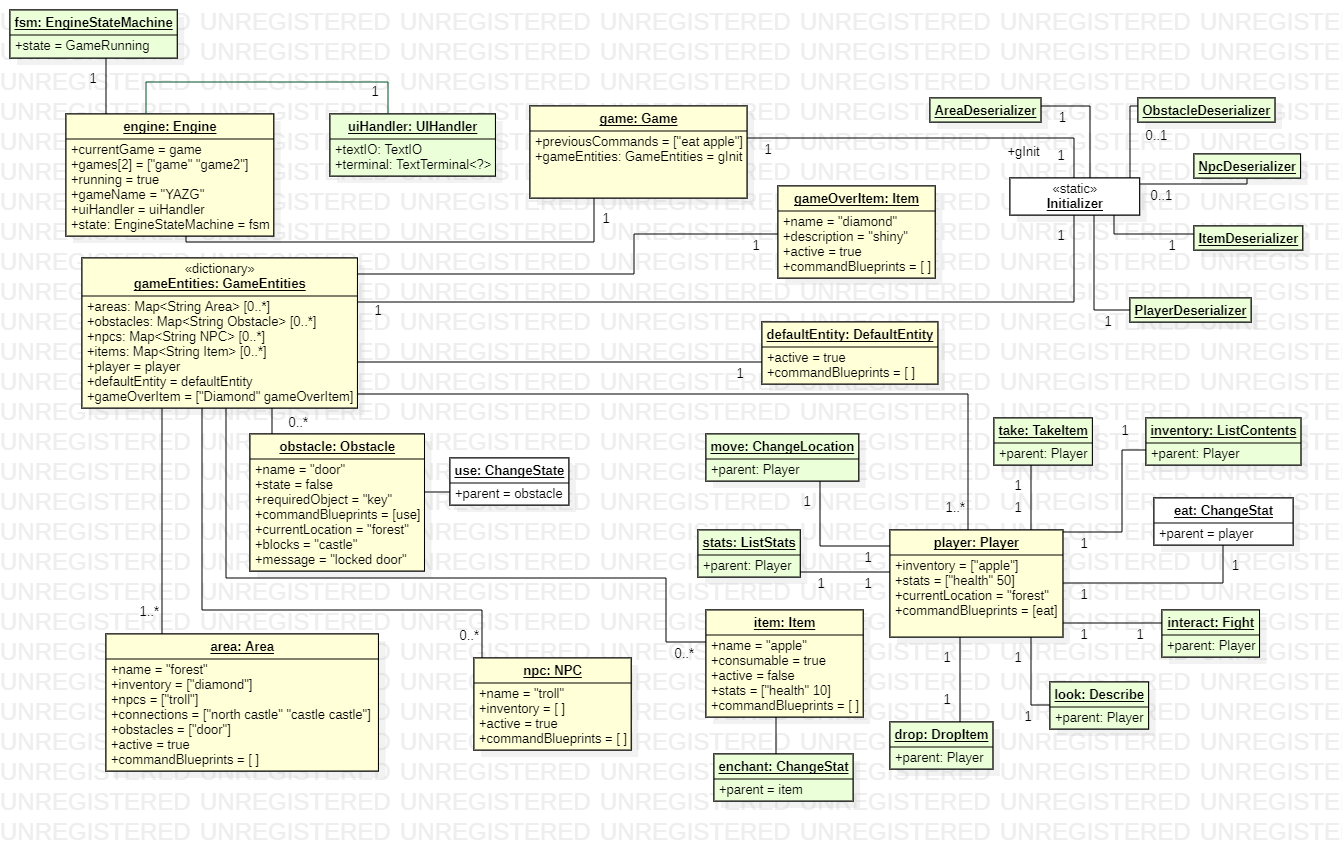 fsm: EngineStateMachine
+state = GameRunning
1
engine: Engine
+currentGame = game
+games[2] = ["game" "game2"]
+running = true
+gameName = "YAZG"
+uiHandler = uiHandler
+state: EngineStateMachine = fsm
1
uiHandler: UIHandler
+textIO: TextIO
+terminal: TextTerminal<?>
game: Game
+previousCommands = ["eat apple"]
+gameEntities: GameEntities = gInit
1
1
+gInit
1
AreaDeserializer
1
ObstacleDeserializer
0..1
NpcDeserializer
0..1
«static»
Initializer
1
ItemDeserializer
1
PlayerDeserializer
1
gameOverItem: Item
+name = "diamond"
+description = "shiny"
+active = true
+commandBlueprints = [ ]
1
«dictionary»
gameEntities: GameEntities
+areas: Map<String Area> [0..*]
+obstacles: Map<String Obstacle> [0..*]
+npcs: Map<String NPC> [0..*]
+items: Map<String Item> [0..*]
+player = player
+defaultEntity = defaultEntity
+gameOverItem = ["Diamond" gameOverItem]
1
defaultEntity: DefaultEntity
+active = true
+commandBlueprints = [ ]
1
0..*
obstacle: Obstacle
+name = "door"
+state = false
+requiredObject = "key"
+commandBlueprints = [use]
+currentLocation = "forest"
+blocks = "castle"
+message = "locked door"
use: ChangeState
+parent = obstacle
move: ChangeLocation
+parent: Player
1
1
take: TakeItem
+parent: Player
1
1
inventory: ListContents
+parent: Player
1
1
eat: ChangeStat
+parent = player
1
1
stats: ListStats
+parent: Player
1
1
1..*
player: Player
+inventory = ["apple"]
+stats = ["health" 50]
+currentLocation = "forest"
+commandBlueprints = [eat]
interact: Fight
+parent: Player
1
1
look: Describe
+parent: Player
1
1
drop: DropItem
+parent: Player
1
1
1..*
area: Area
+name = "forest"
+inventory = ["diamond"]
+npcs = ["troll"]
+connections = ["north castle" "castle castle"]
+obstacles = ["door"]
+active = true
+commandBlueprints = [ ]
0..*
npc: NPC
+name = "troll"
+inventory = [ ]
+active = true
+commandBlueprints = [ ]
0..*
item: Item
+name = "apple"
+consumable = true
+active = false
+stats = ["health" 10]
+commandBlueprints = [ ]
enchant: ChangeStat
+parent = item